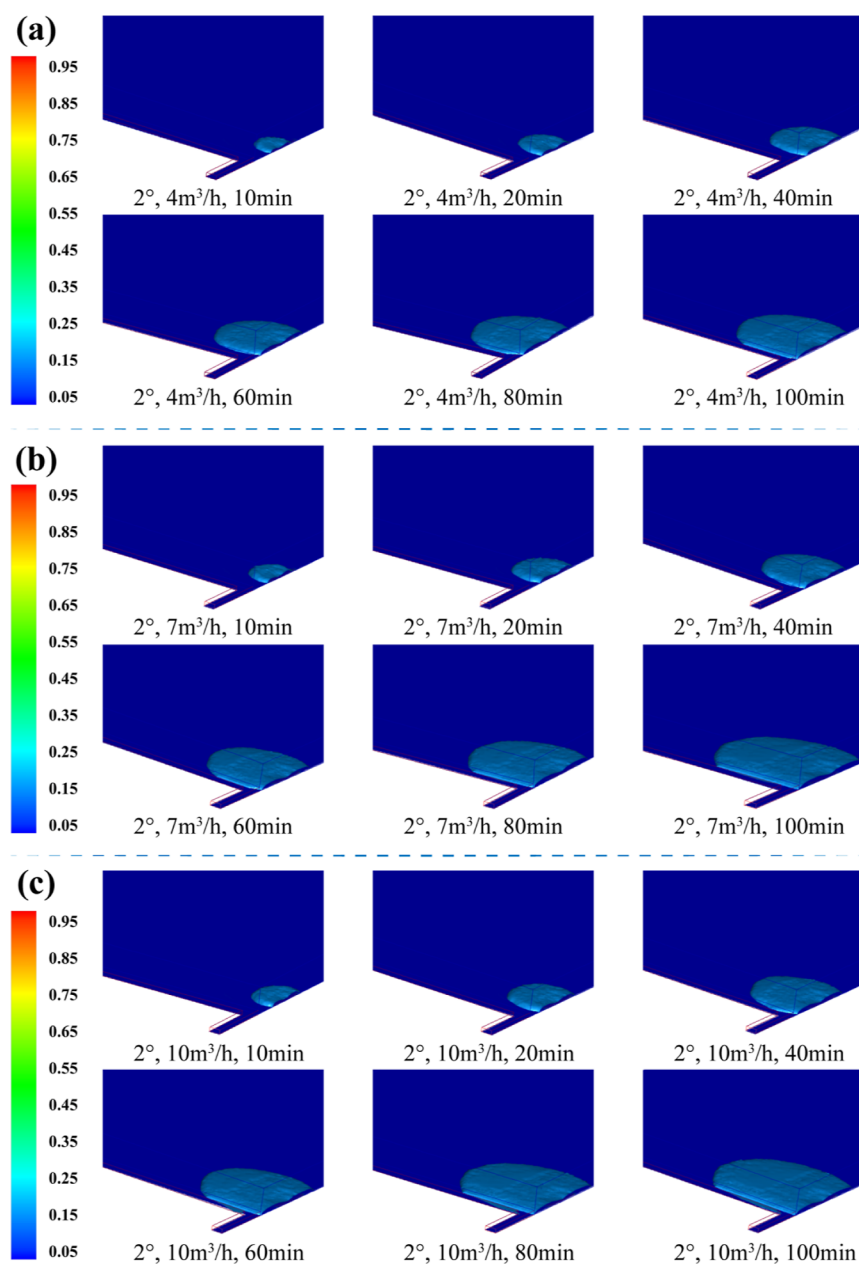 (a)
0.95
0.85
0.75
0.65
0.55
0.45
0.35
0.25
0.15
0.05
2°, 4m³/h, 10min
2°, 4m³/h, 20min
2°, 4m³/h, 40min
2°, 4m³/h, 60min
2°, 4m³/h, 80min
2°, 4m³/h, 100min
(b)
0.95
0.85
0.75
0.65
0.55
0.45
0.35
0.25
0.15
0.05
2°, 7m³/h, 10min
2°, 7m³/h, 20min
2°, 7m³/h, 40min
2°, 7m³/h, 60min
2°, 7m³/h, 80min
2°, 7m³/h, 100min
(c)
0.95
0.85
0.75
0.65
0.55
0.45
0.35
0.25
0.15
0.05
2°, 10m³/h, 10min
2°, 10m³/h, 20min
2°, 10m³/h, 40min
2°, 10m³/h, 60min
2°, 10m³/h, 80min
2°, 10m³/h, 100min